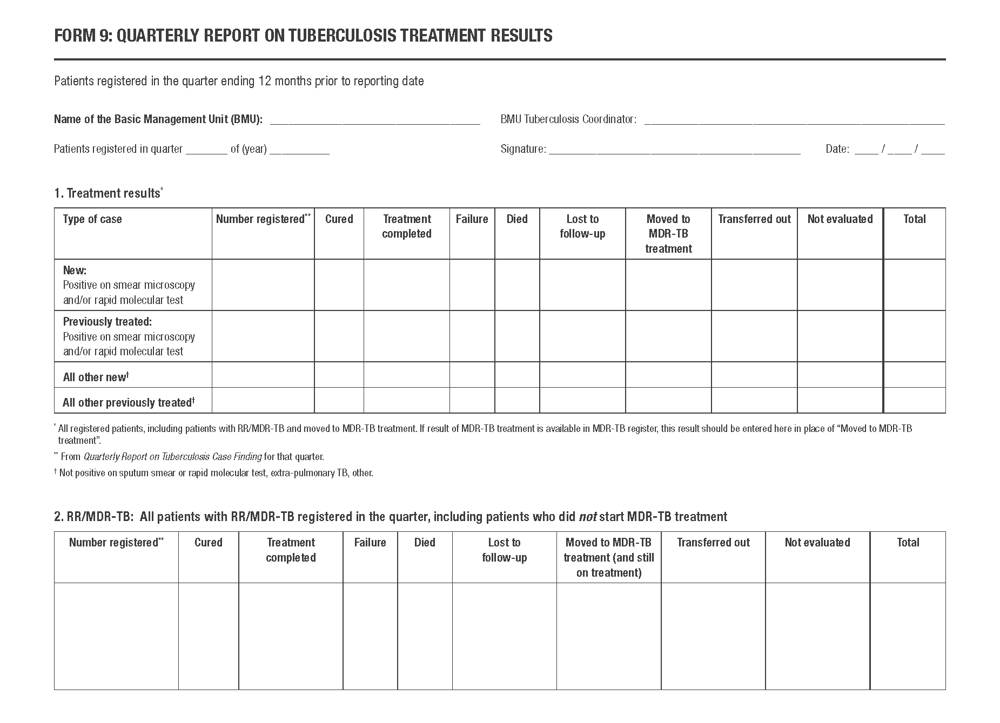 FORM 9: QUARTERLY REPORT ON TUBERCULOSIS TREATMENT RESULTS
Patients registered in the quarter ending 12 months prior to reporting date
Name of the Basic Management Unit (BMU): ___________________________________ BMU Tuberculosis Coordinator: __________________________________________________
Patients registered in quarter _______ of (year) __________ Signature: __________________________________________ Date: ____ / ____ / ____
1. Treatment results*
Type of case Number registered** Cured Treatment Failure Died Lost to Moved to Transferred out Not evaluated Total
completed follow-up MDR-TB
treatment
New:
Positive on smear microscopy
and/or rapid molecular test
Previously treated:
Positive on smear microscopy
and/or rapid molecular test
All other new†
All other previously treated†
* All registered patients, including patients with RR/MDR-TB and moved to MDR-TB treatment. If result of MDR-TB treatment is available in MDR-TB register, this result should be entered here in place of “Moved to MDR-TB
treatment”.
** From Quarterly Report on Tuberculosis Case Finding for that quarter.
† Not positive on sputum smear or rapid molecular test, extra-pulmonary TB, other.
2. RR/MDR-TB: All patients with RR/MDR-TB registered in the quarter, including patients who did not start MDR-TB treatment
Number registered** Cured Treatment Failure Died Lost to Moved to MDR-TB Transferred out Not evaluated Total
completed follow-up treatment (and still
on treatment)